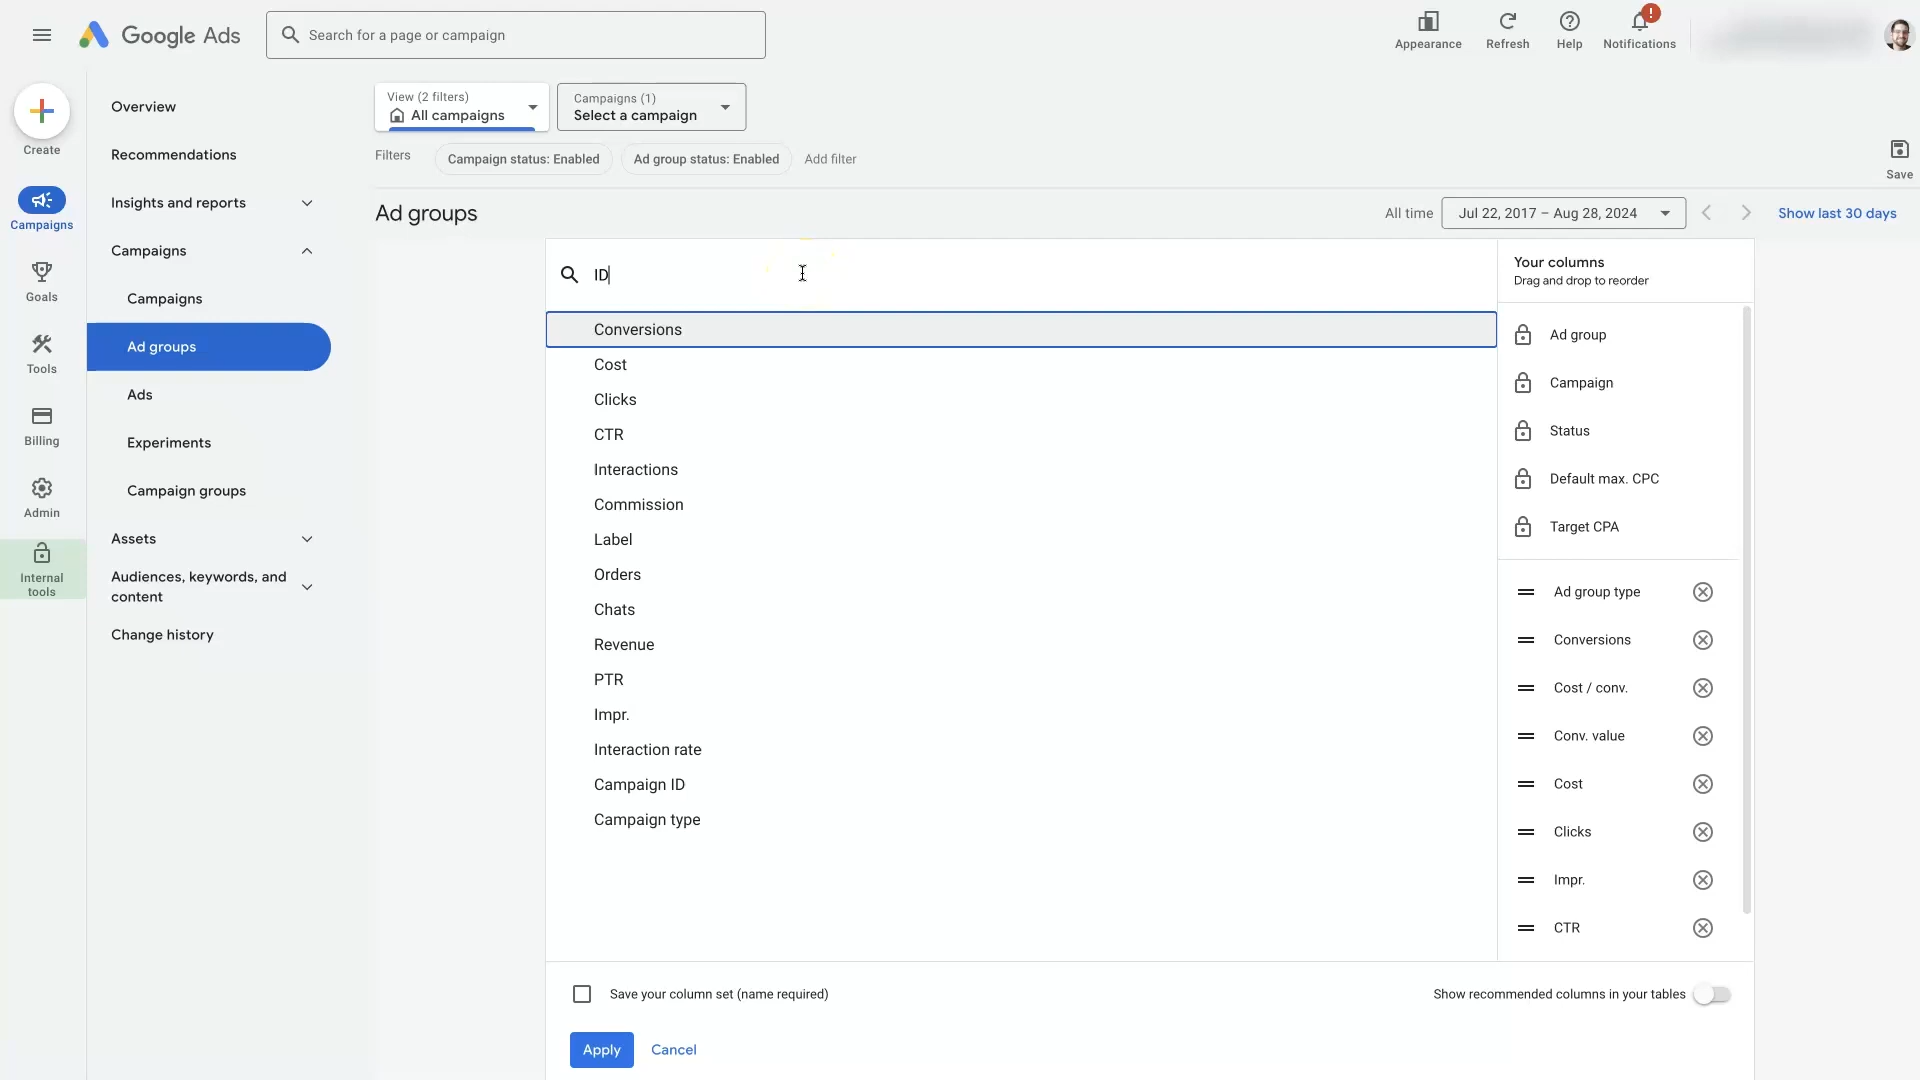 Google Ads
Search for a page or campaign
Appearance
Refresh
Help
!
Notifications
Create
Campaigns
Goals
Tools
Billing
Admin
Internal
tools
Overview
Recommendations
Insights and reports
Campaigns
Campaigns
Ad groups
Ads
Experiments
Campaign groups
Assets
Audiences, keywords, and
content
Change history
View (2 filters)
All campaigns
Campaigns (1)
Select a campaign
Filters
Campaign status: Enabled
Ad group status: Enabled
Add filter
Save
Ad groups
All time
Jul 22, 2017 – Aug 28, 2024
Show last 30 days
ID
Conversions
Cost
Clicks
CTR
Interactions
Commission
Label
Orders
Chats
Revenue
PTR
Impr.
Interaction rate
Campaign ID
Campaign type
Your columns
Drag and drop to reorder
Ad group
Campaign
Status
Default max. CPC
Target CPA
Ad group type
Conversions
Cost / conv.
Conv. value
Cost
Clicks
Impr.
CTR
Save your column set (name required)
Show recommended columns in your tables
Apply
Cancel